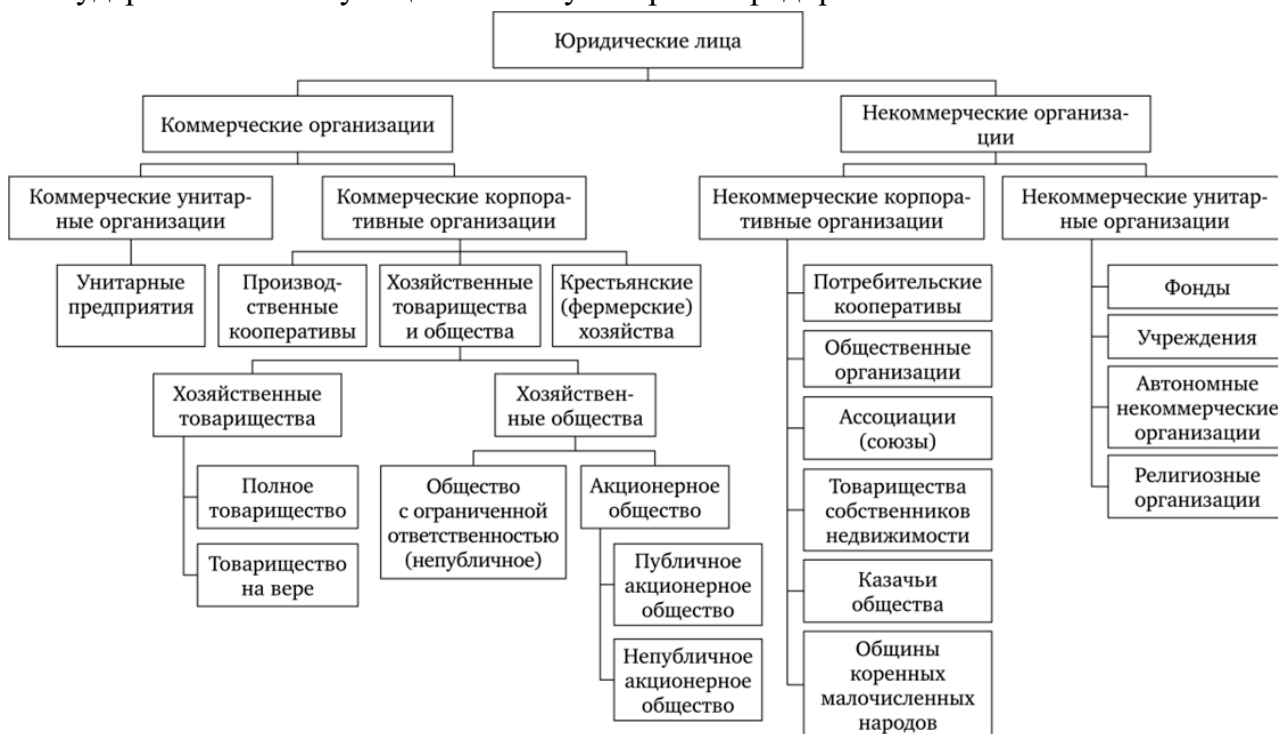 Юридические лица
Коммерческие организации
Некоммерческие организа-
ции
Коммерческие унитар-
ные организации
Коммерческие корпора-
тивные организации
Некоммерческие корпора-
тивные организации
Некоммерческие унитар-
ные организации
Унитарные
предприятия
Производ-
ственные
кооперативы
Хозяйственные
товарищества
и общества
Крестьянские
(фермерские)
хозяйства
Хозяйственные
товарищества
Хозяйствен-
ные общества
Полное
товарищество
Товарищество
на вере
Общество
с ограниченной
ответственностью
(непубличное)
Акционерное
общество
Публичное
акционерное
общество
Непубличное
акционерное
общество
Потребительские
кооперативы
Общественные
организации
Ассоциации
(союзы)
Товарищества
собственников
недвижимости
Казачьи
общества
Общины
коренных
малочисленных
народов
Фонды
Учреждения
Автономные
некоммерческие
организации
Религиозные
организации